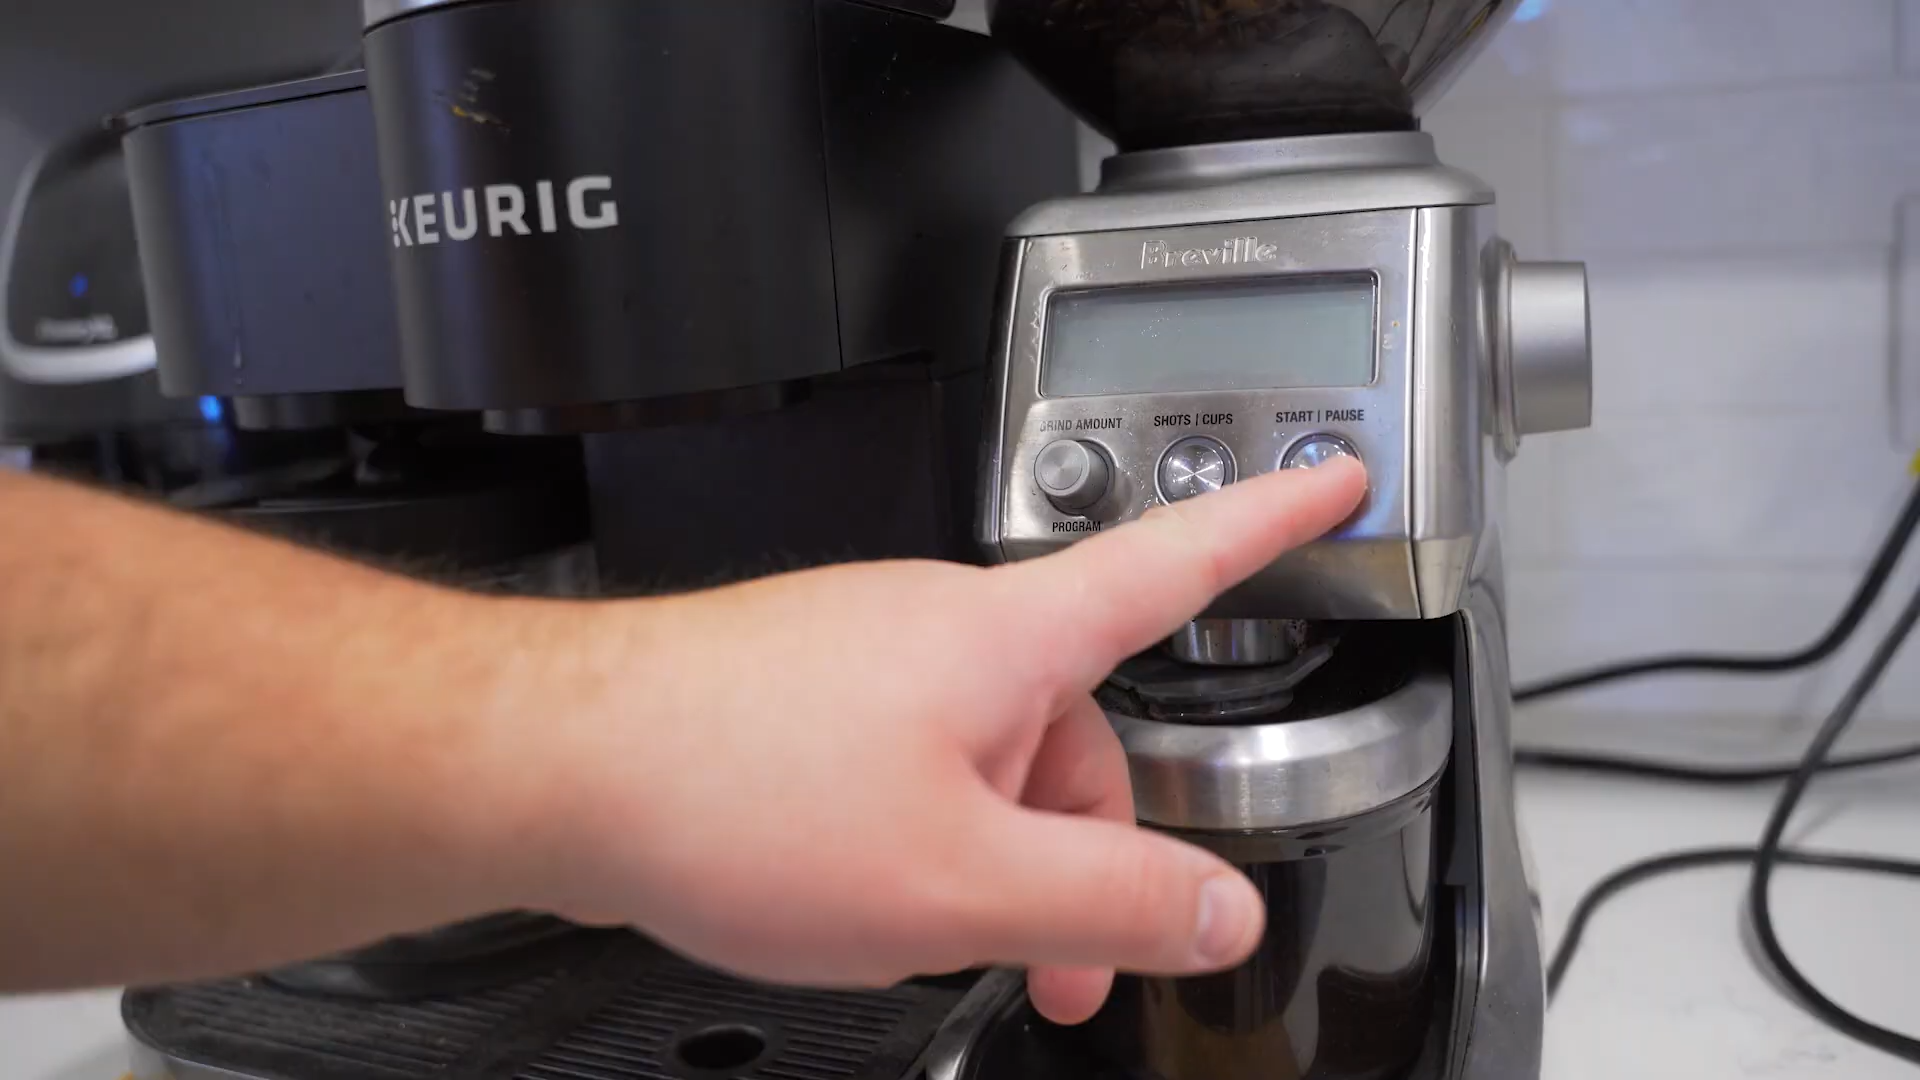 KEURIG
Breville
GRIND AMOUNT
SHOTS | CUPS
START | PAUSE
PROGRAM